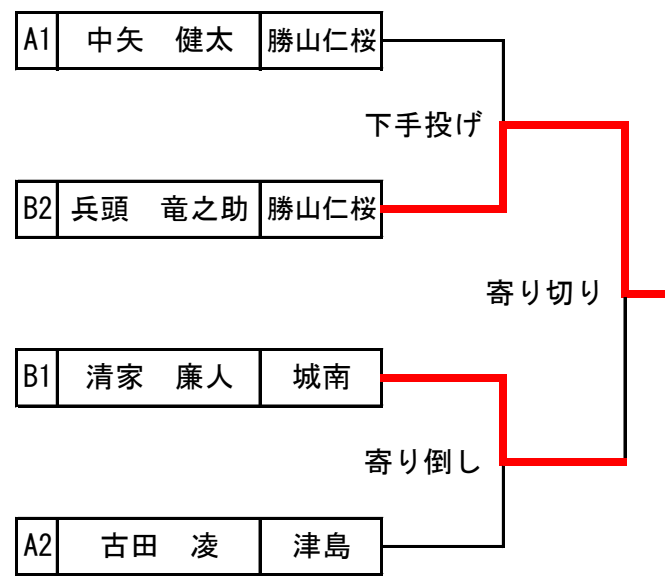 A1 中矢　健太 勝山仁桜
下手投げ
B2 兵頭　竜之助 勝山仁桜
寄り切り
B1 清家　廉人 城南
寄り倒し
A2 古田　凌 津島